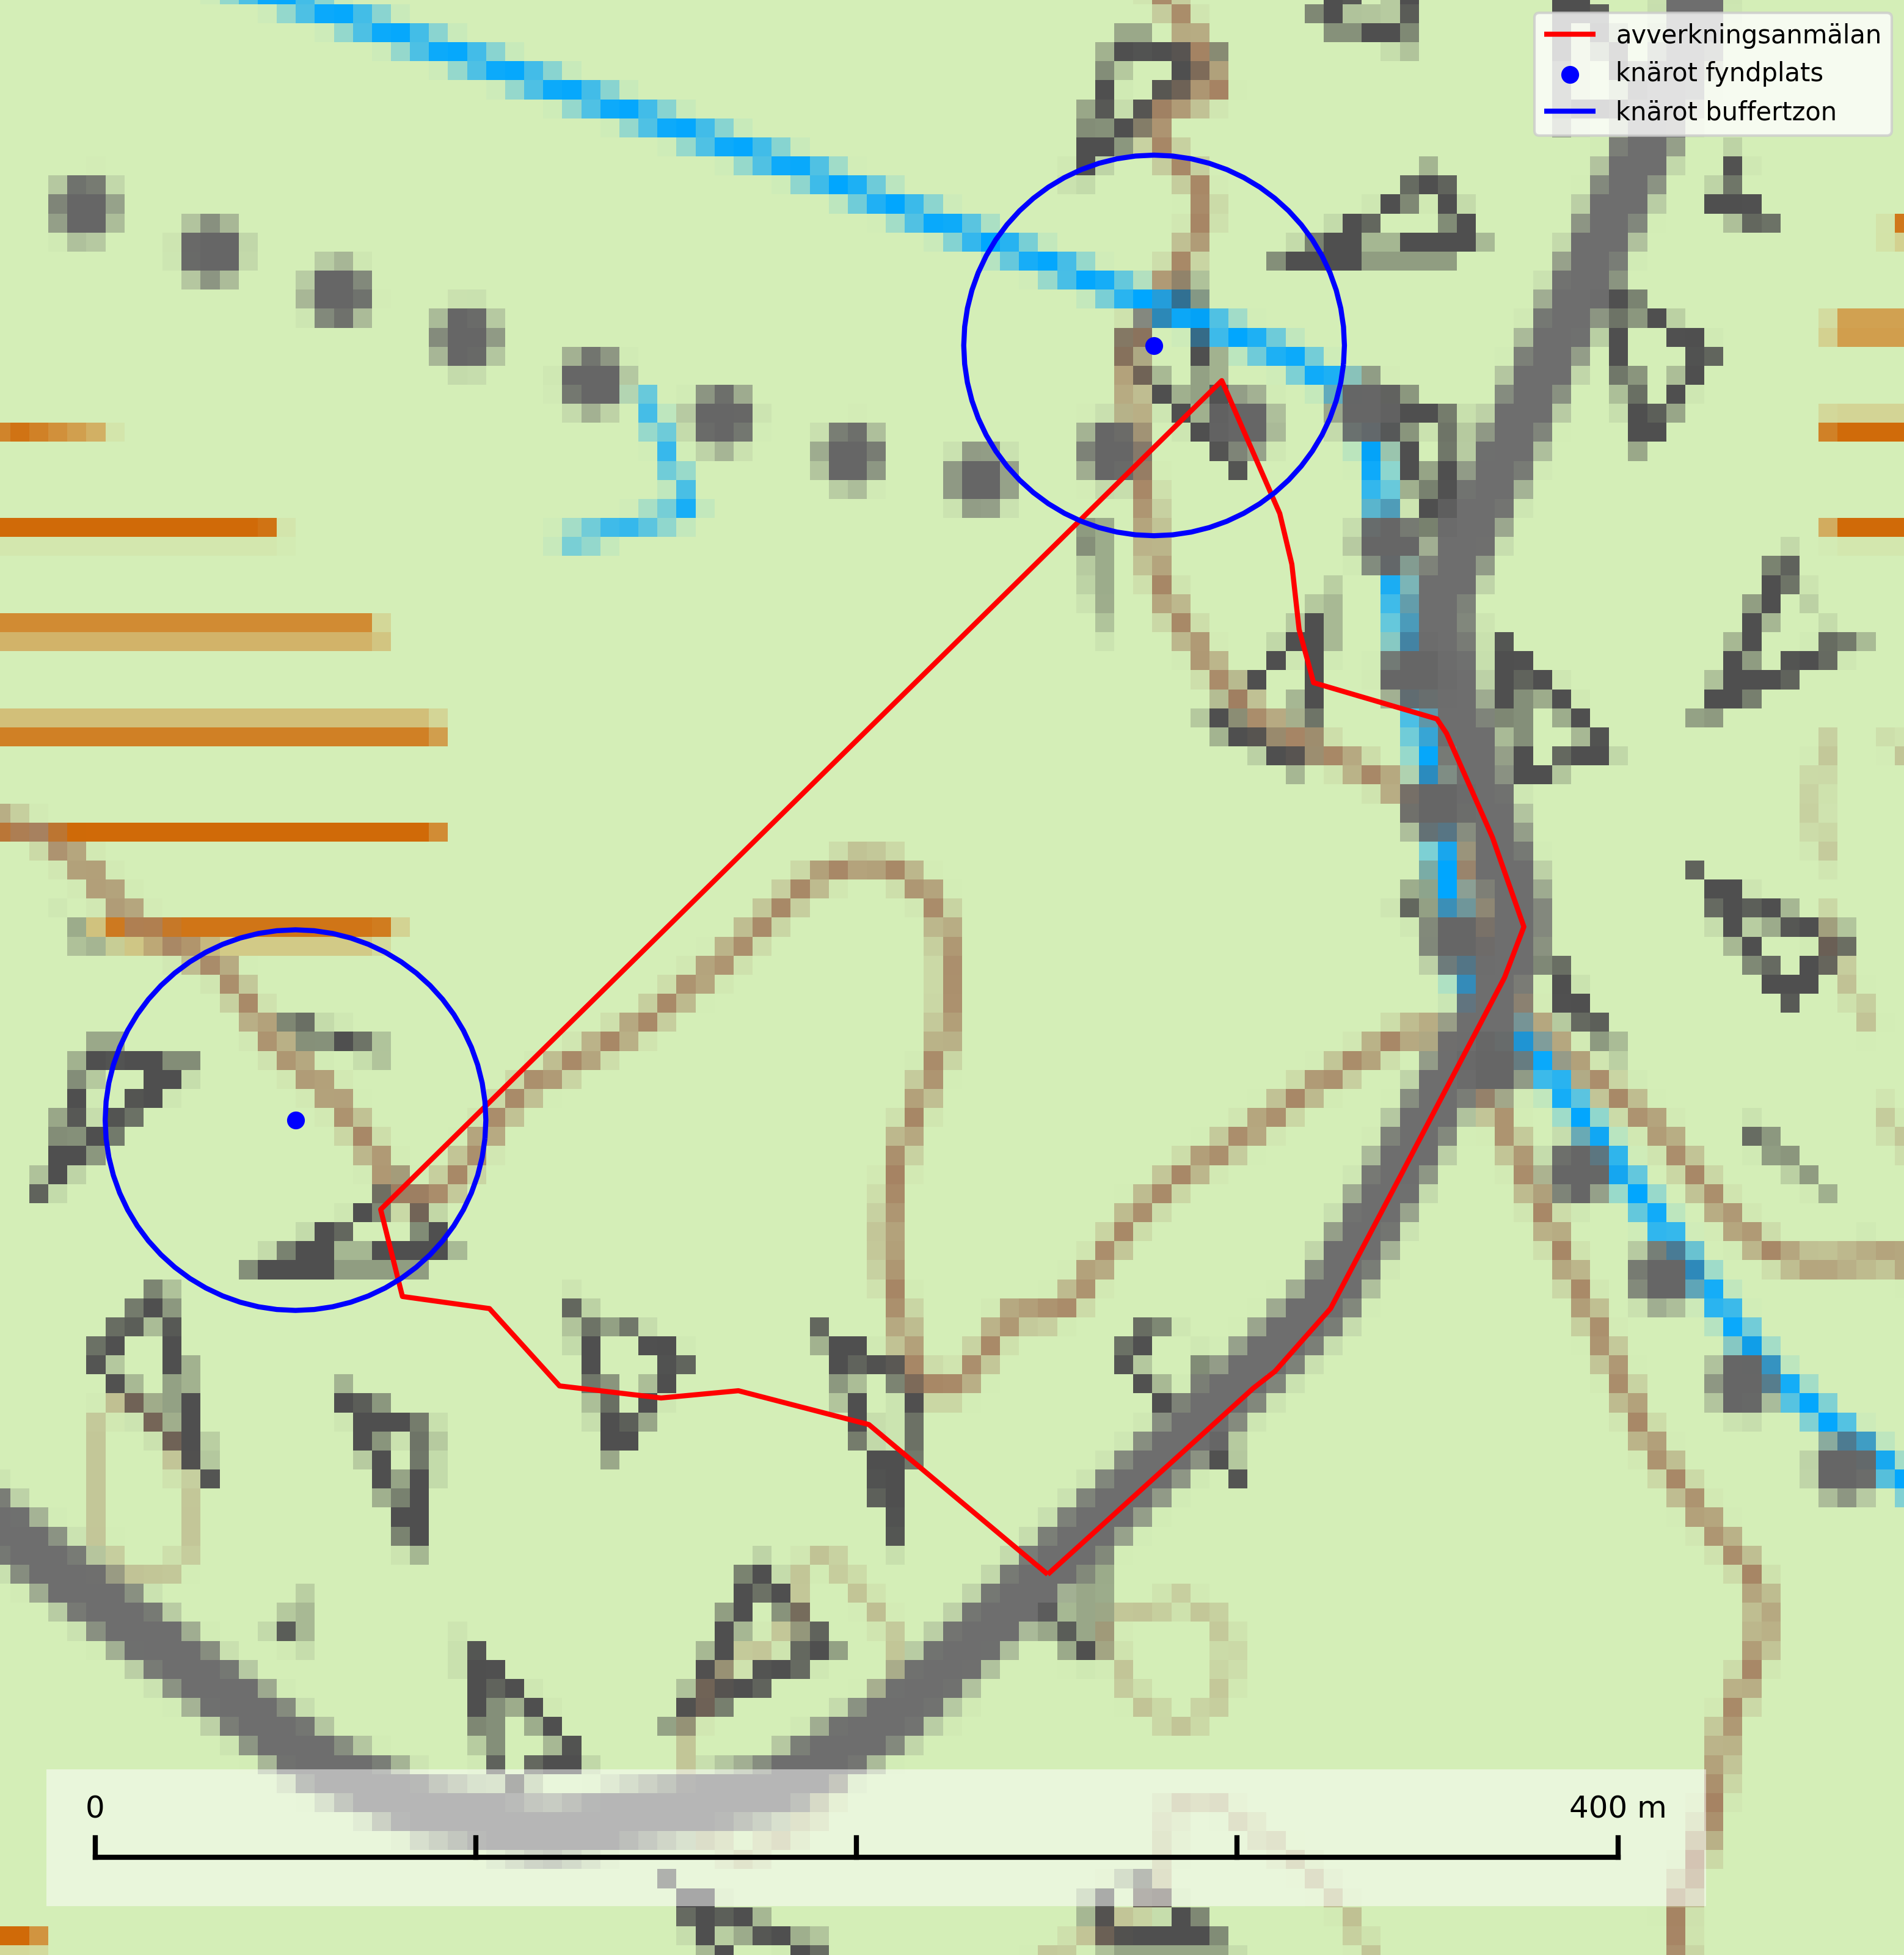 avverkningsanmälan
knärot fyndplats
knärot buffertzon
0
400 m